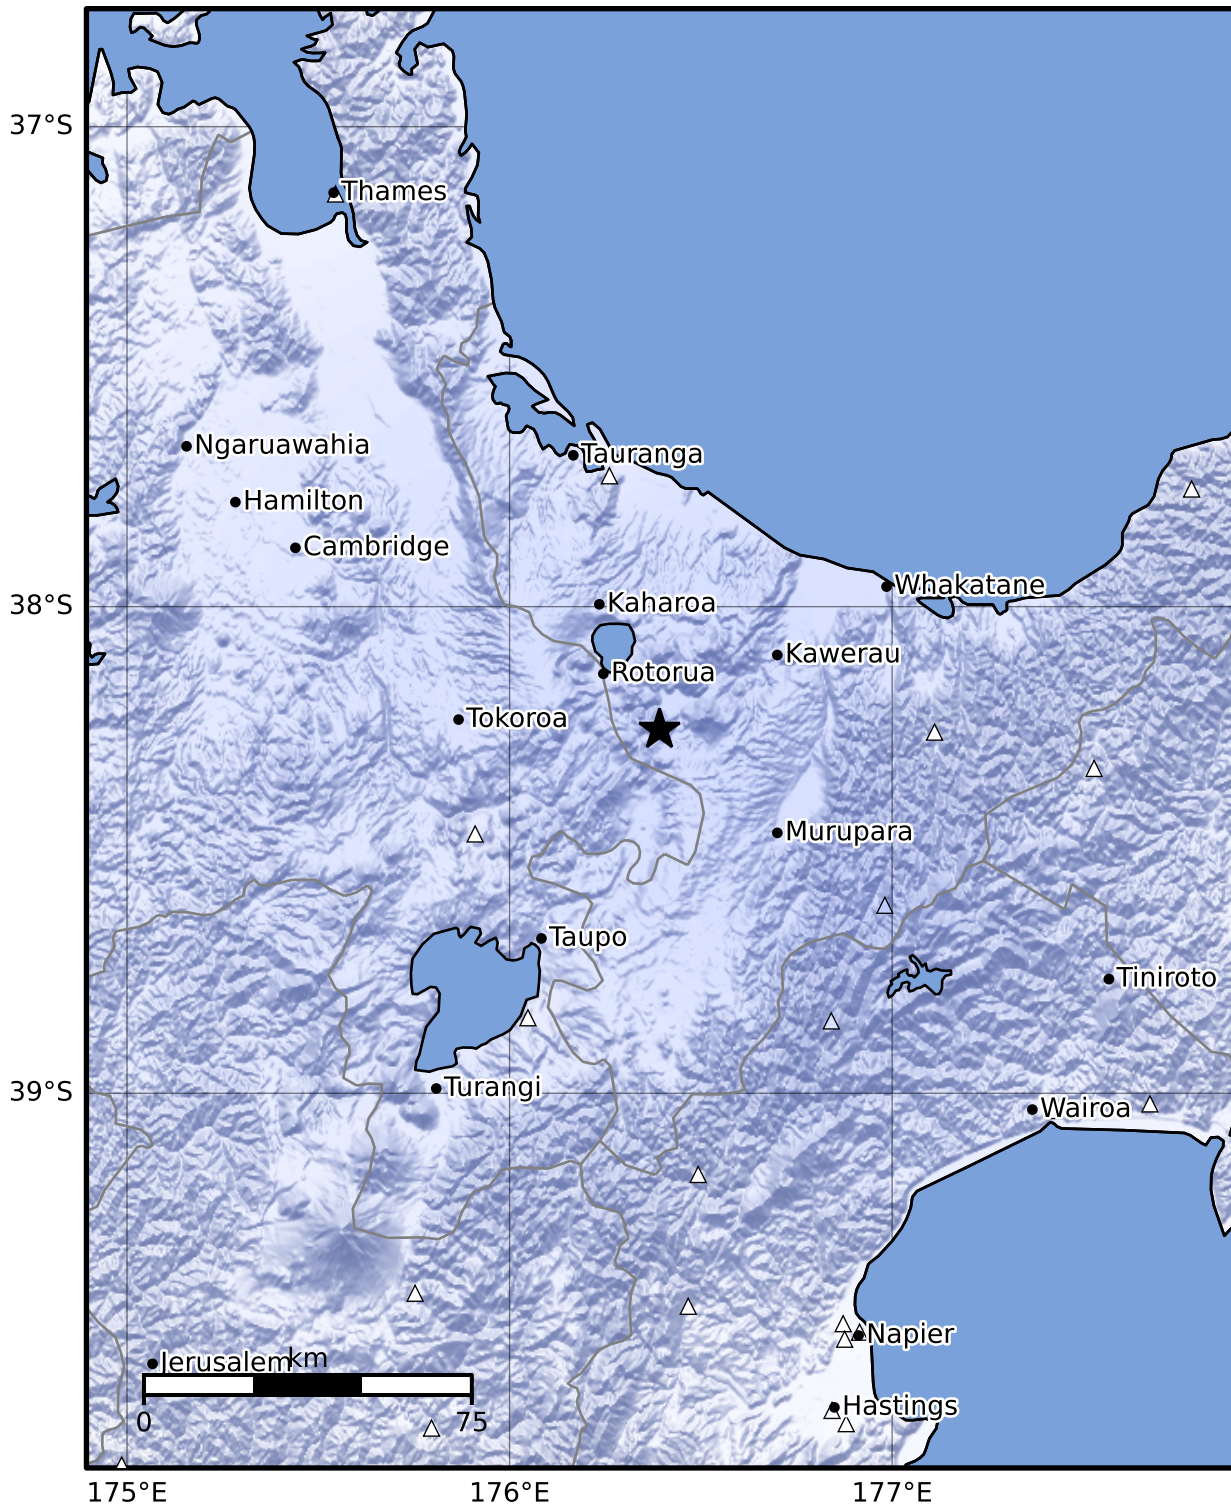 37°S
Thames
Ngaruawahia
Tauranga
Hamilton
Cambridge
Whakatane
38°S
Kaharoa
Kawerau
Rotorua
Tokoroa
Murupara
Taupo
Tiniroto
39°S
Turangi
Wairoa
Napier
Jerusalem
km
Hastings
0
75
175°E
176°E
177°E